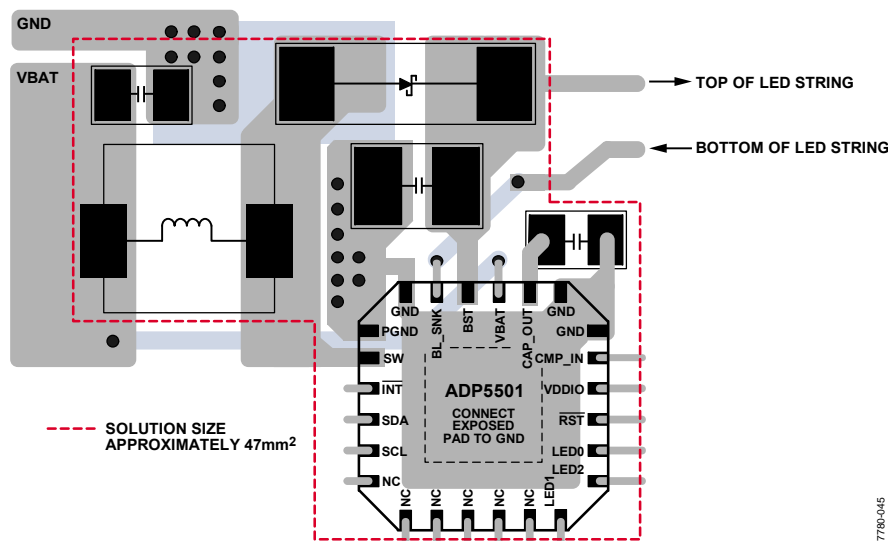 GND
VBAT
TOP OF LED STRING
BOTTOM OF LED STRING
GND
BL_SNK
BST
VBAT
CAP_OUT
GND
PGND
SW
INT
SDA
SCL
NC
GND
CMP_IN
VDDIO
RST
LED0
LED2
ADP5501
CONNECT
EXPOSED
PAD TO GND
NC
NC
NC
NC
NC
LED1
SOLUTION SIZE
APPROXIMATELY 47mm²
7780-045